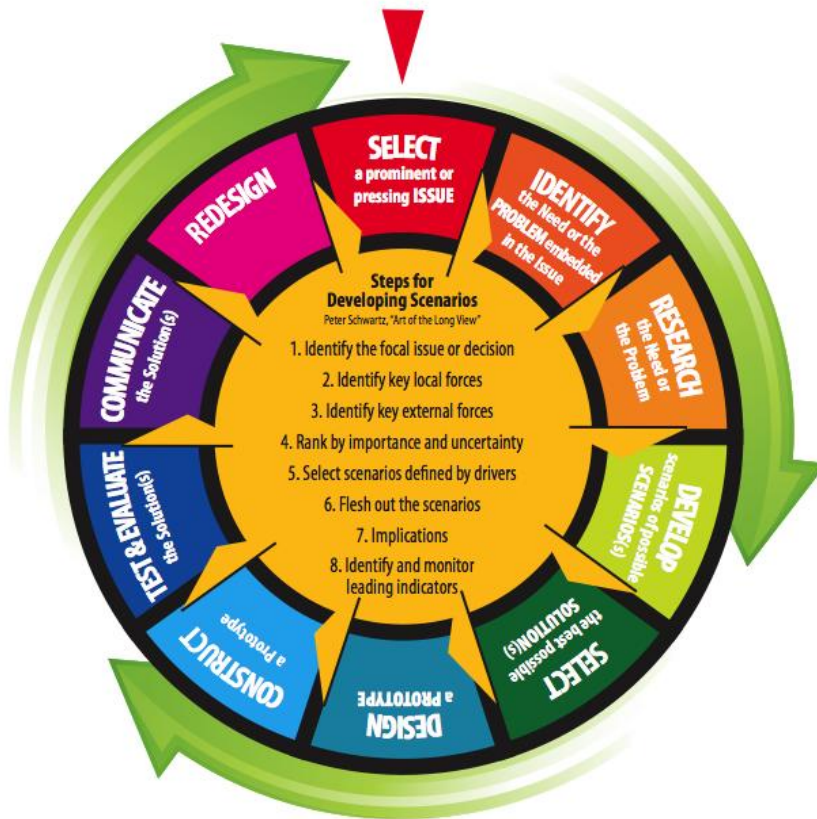 SELECT
a prominent or
pressing ISSUE
IDENTIFY
the Need or the
PROBLEM embedded
in the Issue
RESEARCH
the Need or
the Problem
DEVELOP
scenarios of possible
SCENARIOS(s)
SELECT
the best possible
SOLUTION(s)
DESIGN
a PROTOTYPE
CONSTRUCT
a Prototype
TEST & EVALUATE
the Solution(s)
COMMUNICATE
the Solution(s)
REDESIGN
Steps for
Developing Scenarios
Peter Schwartz, "Art of the Long View"
1. Identify the focal issue or decision
2. Identify key local forces
3. Identify key external forces
4. Rank by importance and uncertainty
5. Select scenarios defined by drivers
6. Flesh out the scenarios
7. Implications
8. Identify and monitor
leading indicators